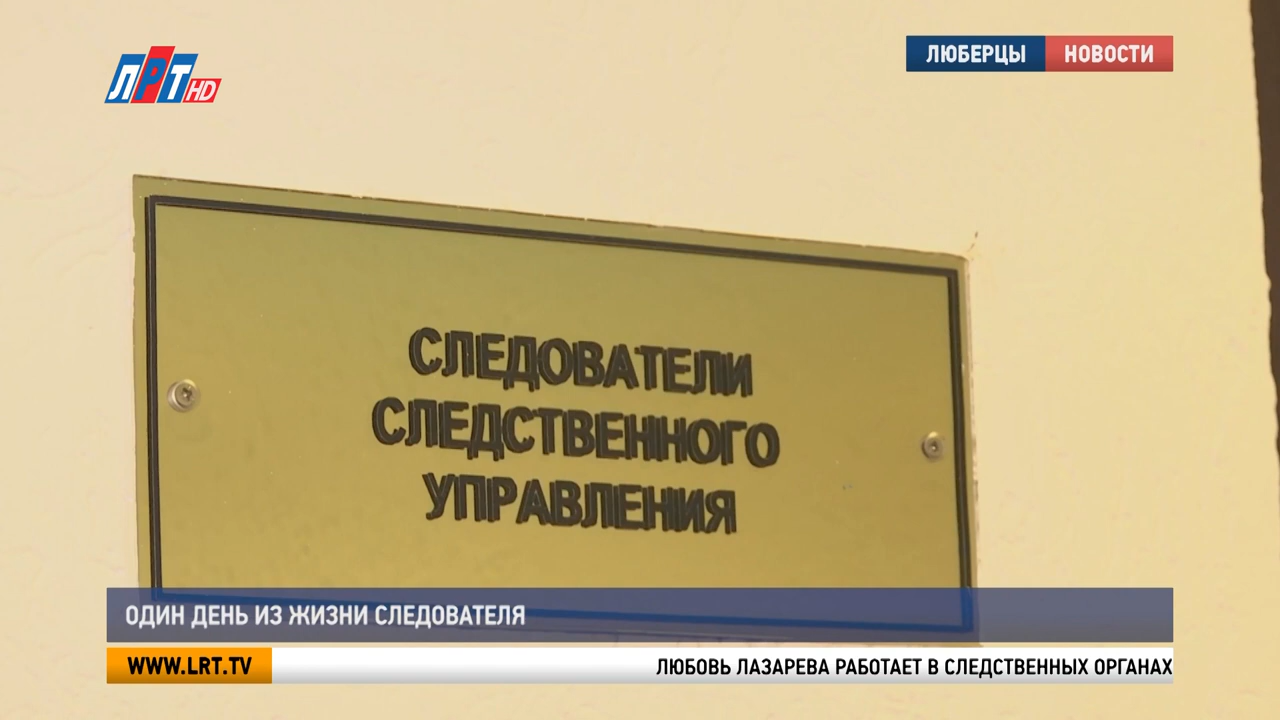 ЛРТ HD
ЛЮБЕРЦЫ НОВОСТИ
СЛЕДОВАТЕЛИ
СЛЕДСТВЕННОГО
УПРАВЛЕНИЯ
ОДИН ДЕНЬ ИЗ ЖИЗНИ СЛЕДОВАТЕЛЯ
WWW.LRT.TV ЛЮБОВЬ ЛАЗАРЕВА РАБОТАЕТ В СЛЕДСТВЕННЫХ ОРГАНАХ